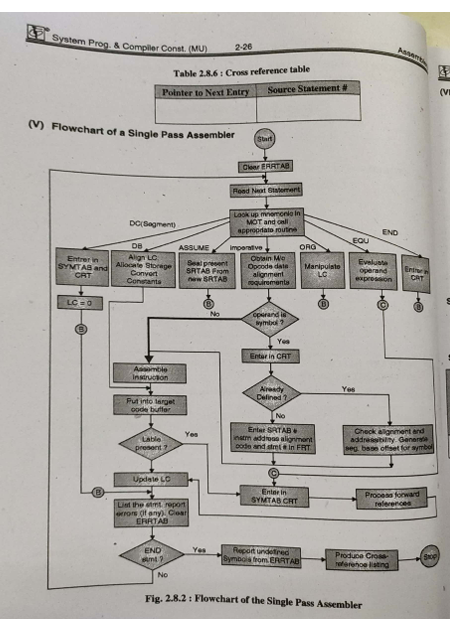 System Prog. & Compiler Const. (MU)
2-26
Assemb
Table 2.8.6 : Cross reference table
Pointer to Next Entry
Source Statement #
(V) Flowchart of a Single Pass Assembler
Start
Clear ERRTAB
Read Next Statement
Look up mnemonic in
MOT and call
appropriate routine
DC(Segment)
DB
ASSUME
Imperative
ORG
EQU
END
Entrer in
SYMTAB and
CRT
Align LC
Allocate Storage
Convert
Constants
Seal present
SRTAB From
new SRTAB
Obtain M/c
Opcode date
alignment
requirements
Manipulate
LC
Evaluate
operand
expression
Enter in
CRT
LC = 0
B
B
B
C
B
No
operand is
symbol ?
Yes
Enter in CRT
Assemble
instruction
Already
Defined ?
Yes
No
Put into target
code buffer
Enter SRTAB #
instrn address alignment
code and stmt # in FRT
Check alignment and
addressibility. Generate
seg. base offset for symbol
Lable
present ?
Yes
C
Update LC
Enter in
SYMTAB CRT
Process forward
references
B
List the stmt. report
errors (if any). Clear
ERRTAB
END
stmt ?
Yes
No
Report undefined
Symbols from ERRTAB
Produce Cross-
reference listing
STOP
Fig. 2.8.2 : Flowchart of the Single Pass Assembler
(VI